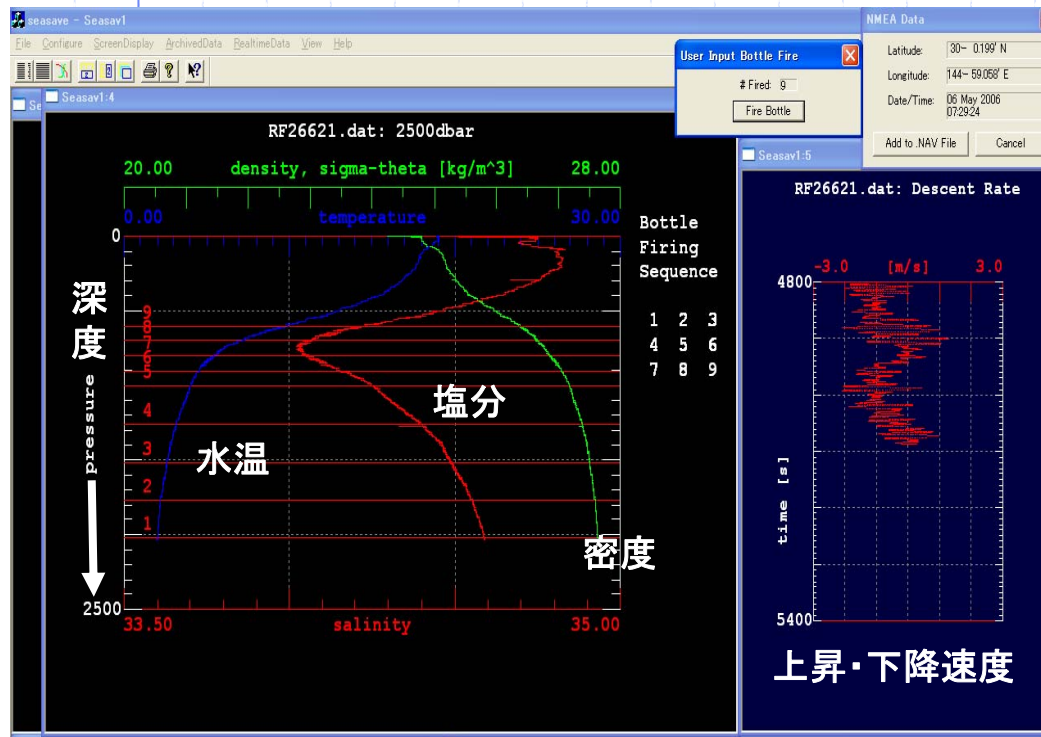 seasave - Seasav1
File Configure ScreenDisplay ArchivedData RealtimeData View Help
Se
Seasav1:4
User Input Bottle Fire
# Fired: 9
Fire Bottle
NMEA Data
Latitude: 30~ 0.199' N
Longitude: 144~ 59.058' E
Date/Time: 06 May 2006
07:29:24
Add to .NAV File
Cancel
RF26621.dat: 2500dbar
20.00 density, sigma-theta [kg/m^3] 28.00
0.00 temperature 30.00
0
深度
pressure
2500
9
8
7
6
5
4
3
2
1
水温
塩分
密度
33.50 salinity 35.00
Bottle
Firing
Sequence
1 2 3
4 5 6
7 8 9
Seasav1:5
RF26621.dat: Descent Rate
-3.0 [m/s] 3.0
4800
time [s]
5400
上昇・下降速度